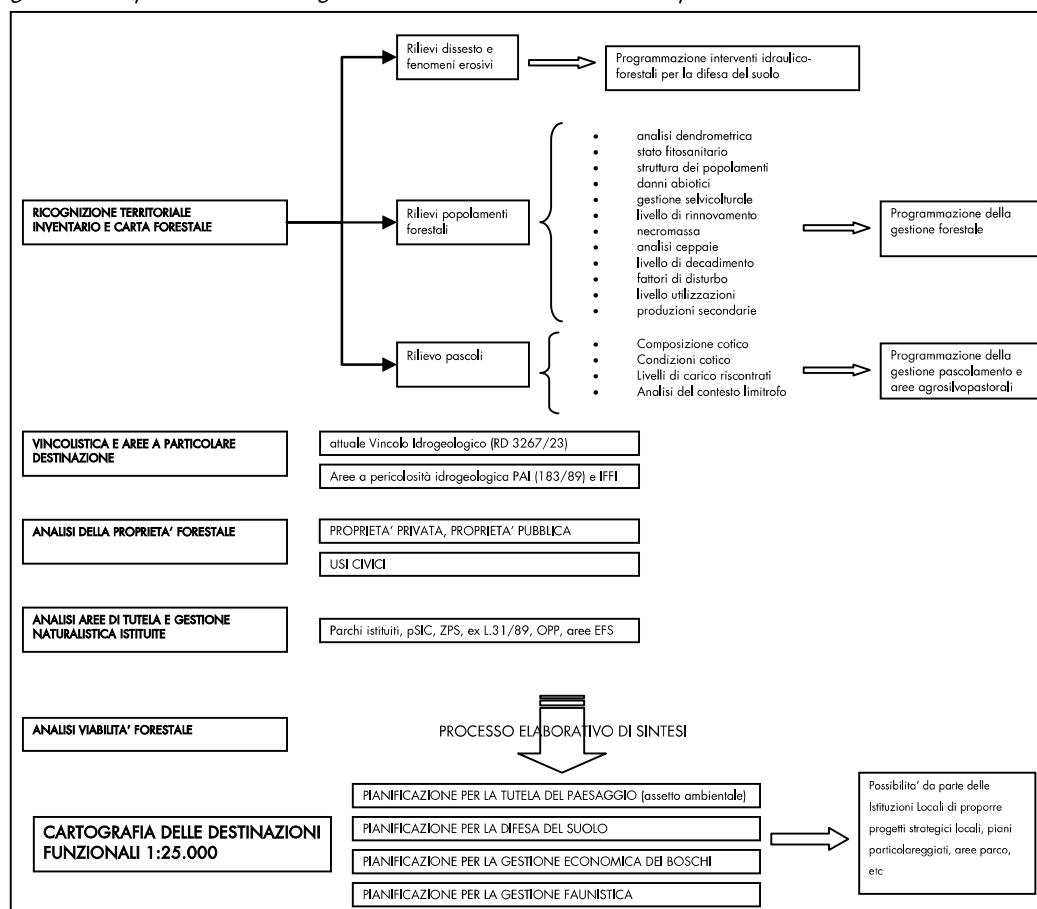 Rilievi dissesto e
fenomeni erosivi
Programmazione interventi idraulico-
forestali per la difesa del suolo
RICOGNIZIONE TERRITORIALE
INVENTARIO E CARTA FORESTALE
Rilievi popolamenti
forestali
• analisi dendrometrica
• stato fitosanitario
• struttura dei popolamenti
• danni abiotici
• gestione selvicolturale
• livello di rinnovamento
• necromassa
• analisi ceppaie
• livello di decadimento
• fattori di disturbo
• livello utilizzazioni
• produzioni secondarie
Programmazione della
gestione forestale
Rilievo pascoli
• Composizione cotico
• Condizioni cotico
• Livelli di carico riscontrati
• Analisi del contesto limitrofo
Programmazione della
gestione pascolamento e
aree agrosilvopastorali
VINCOLISTICA E AREE A PARTICOLARE
DESTINAZIONE
attuale Vincolo Idrogeologico (RD 3267/23)
Aree a pericolosità idrogeologica PAI (183/89) e IFFI
ANALISI DELLA PROPRIETA' FORESTALE
PROPRIETA' PRIVATA, PROPRIETA' PUBBLICA
USI CIVICI
ANALISI AREE DI TUTELA E GESTIONE
NATURALISTICA ISTITUITE
Parchi istituiti, pSIC, ZPS, ex L.31/89, OPP, aree EFS
ANALISI VIABILITA' FORESTALE
PROCESSO ELABORATIVO DI SINTESI
CARTOGRAFIA DELLE DESTINAZIONI
FUNZIONALI 1:25.000
PIANIFICAZIONE PER LA TUTELA DEL PAESAGGIO (assetto ambientale)
PIANIFICAZIONE PER LA DIFESA DEL SUOLO
PIANIFICAZIONE PER LA GESTIONE ECONOMICA DEI BOSCHI
PIANIFICAZIONE PER LA GESTIONE FAUNISTICA
Possibilita' da parte delle
Istituzioni Locali di proporre
progetti strategici locali, piani
particolareggiati, aree parco,
etc